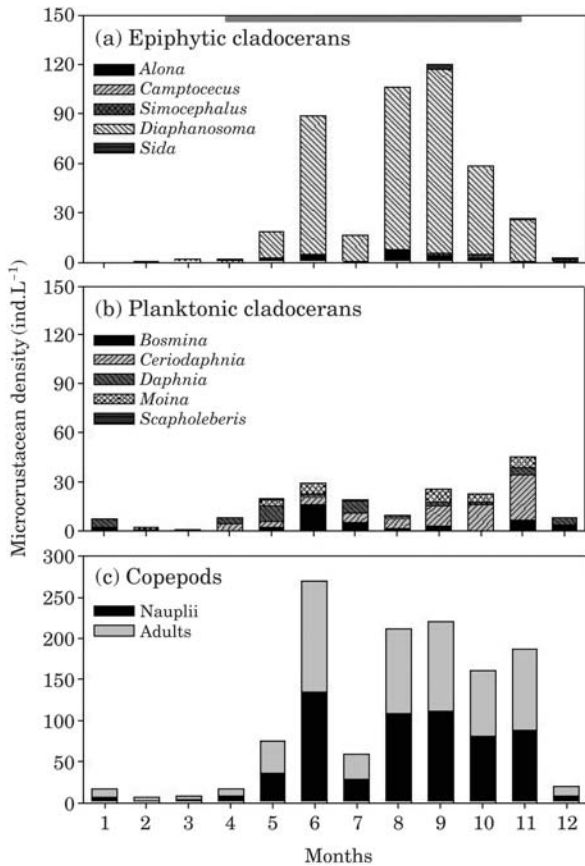 Microcrustacean density (ind.L⁻¹)
150
120
90
60
30
0
(a) Epiphytic cladocerans
Alona
Camptocecus
Simocephalus
Diaphanosoma
Sida
150
120
90
60
30
0
(b) Planktonic cladocerans
Bosmina
Ceriodaphnia
Daphnia
Moina
Scapholeberis
300
250
200
150
100
50
0
(c) Copepods
Nauplii
Adults
1 2 3 4 5 6 7 8 9 10 11 12
Months